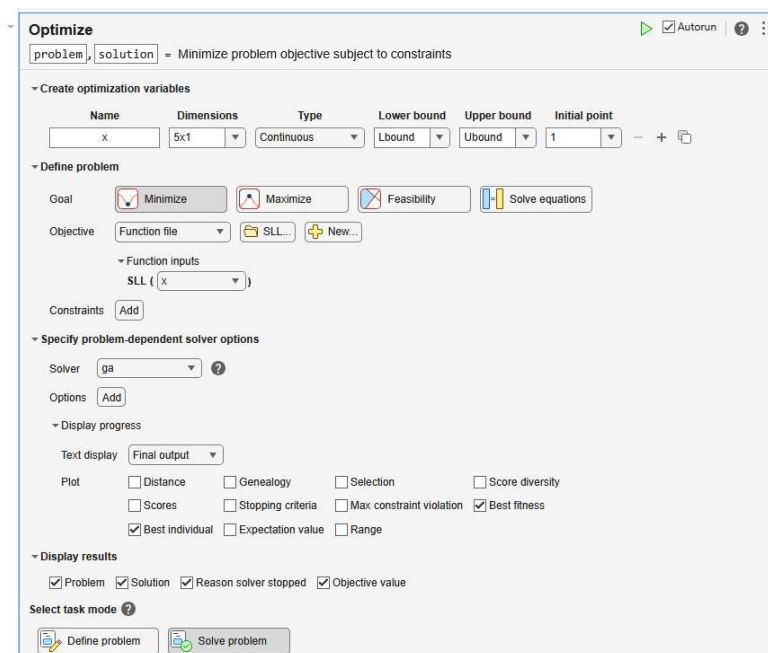 Optimize
Autorun
problem, solution = Minimize problem objective subject to constraints
Create optimization variables
Name Dimensions Type Lower bound Upper bound Initial point
x 5x1 Continuous Lbound Ubound 1
Define problem
Goal Minimize Maximize Feasibility Solve equations
Objective Function file SLL... New...
Function inputs
SLL ( x )
Constraints Add
Specify problem-dependent solver options
Solver ga
Options Add
Display progress
Text display Final output
Plot Distance Genealogy Selection Score diversity
Scores Stopping criteria Max constraint violation Best fitness
Best individual Expectation value Range
Display results
Problem Solution Reason solver stopped Objective value
Select task mode
Define problem Solve problem